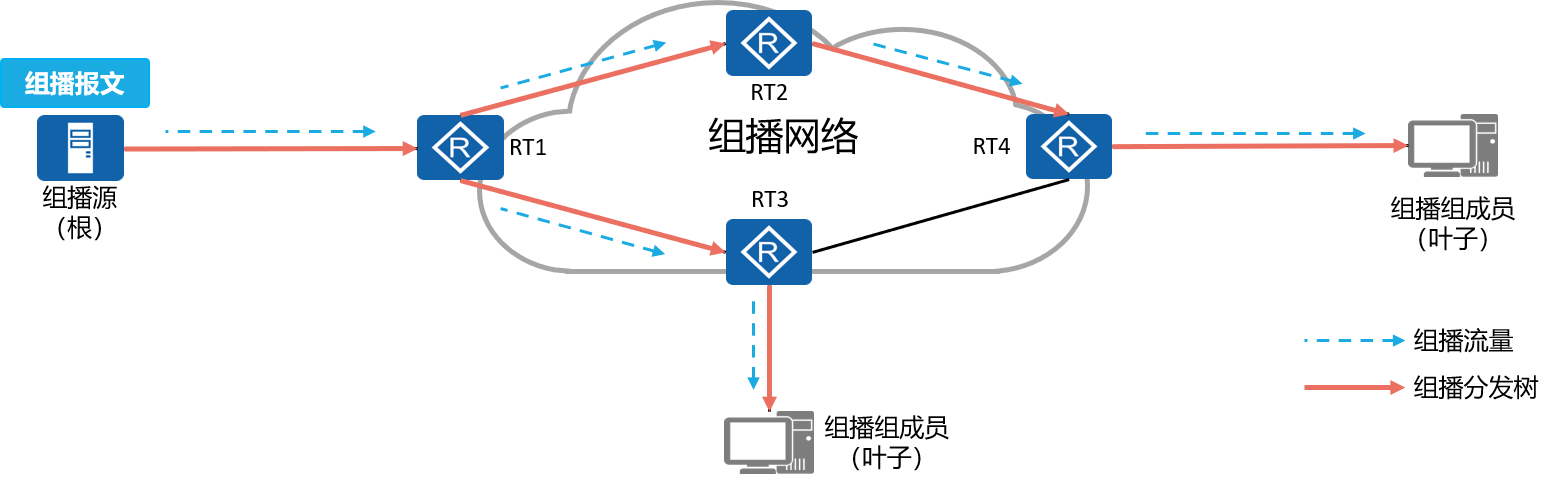 组播报文
组播源
（根）
R
RT1
R
RT2
组播网络
RT3
R
RT4
R
组播组成员
（叶子）
组播组成员
（叶子）
组播流量
组播分发树